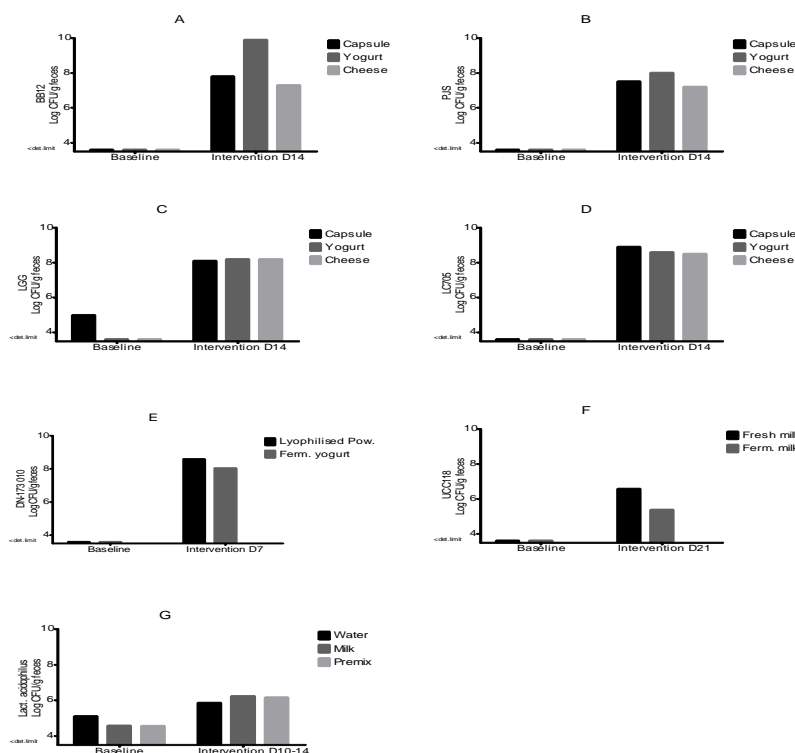 A
10
8
6
4
BB12
Log CFU/g feces
<det.limit
Baseline
Intervention D14
Capsule
Yogurt
Cheese
B
10
8
6
4
PJS
Log CFU/g feces
<det.limit
Baseline
Intervention D14
Capsule
Yogurt
Cheese
C
10
8
6
4
LGG
Log CFU/g feces
<det.limit
Baseline
Intervention D14
Capsule
Yogurt
Cheese
D
10
8
6
4
LC705
Log CFU/g feces
<det.limit
Baseline
Intervention D14
Capsule
Yogurt
Cheese
E
10
8
6
4
DN-173 010
Log CFU/g feces
<det.limit
Baseline
Intervention D7
Lyophilised Pow.
Ferm. yogurt
F
10
8
6
4
UCC118
Log CFU/g feces
<det.limit
Baseline
Intervention D21
Fresh mil
Ferm. milk
G
10
8
6
4
Lact. acidophilus
Log CFU/g feces
<det.limit
Baseline
Intervention D10-14
Water
Milk
Premix